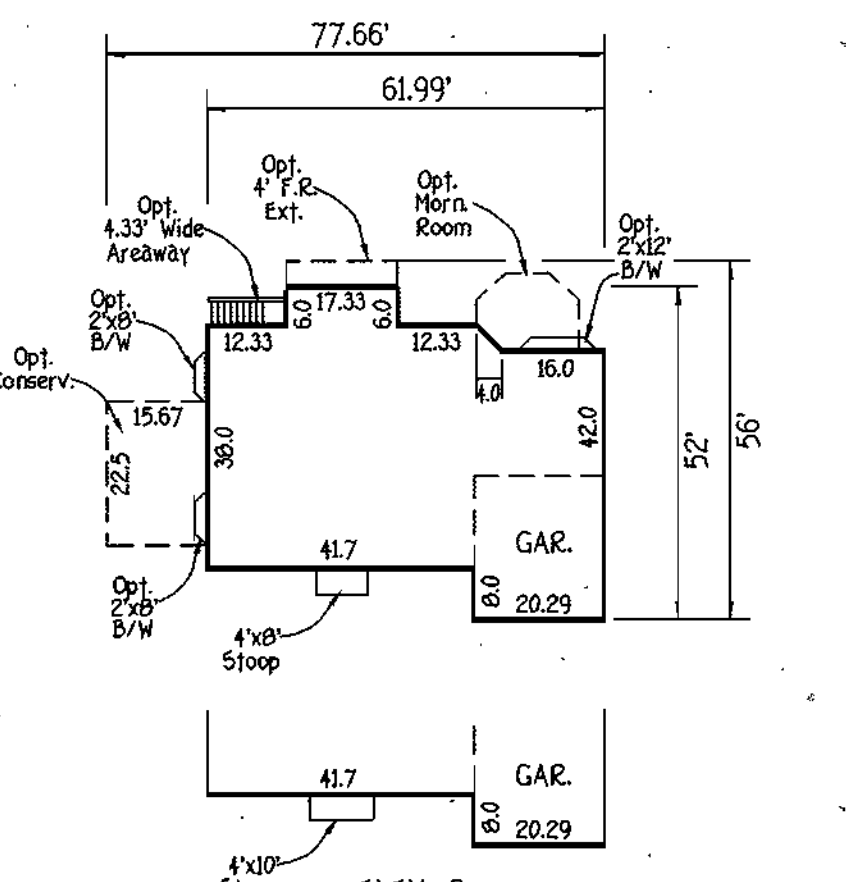 77.66'
61.99'
Opt.
4' F.R.
Ext.
Opt.
Morn.
Room
Opt.
4.33' Wide
Areaway
Opt.
2'x12'
B/W
Opt.
2'x8'
B/W
6.0
17.33
6.0
12.33
12.33
16.0
4.0
Opt.
Conserv.
15.67
22.5
38.0
42.0
52'
56'
GAR.
41.7
8.0
20.29
Opt.
2'x8'
B/W
4'x8'
Stoop
GAR.
41.7
8.0
20.29
4'x10'